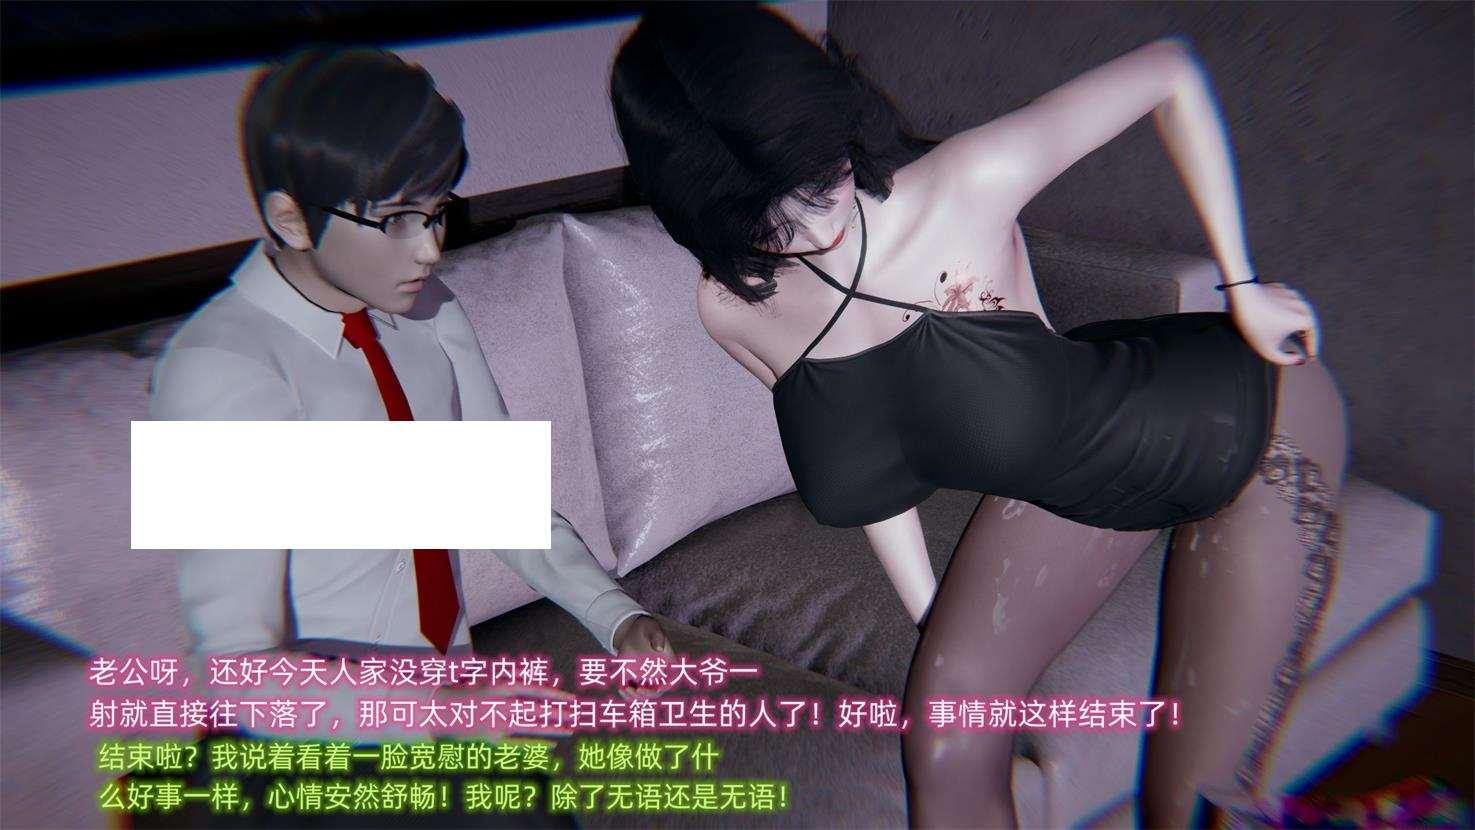 老公呀，还好今天人家没穿t字内裤，要不然大爷一
射就直接往下落了，那可太对不起打扫车箱卫生的人了！好啦，事情就这样结束了！
结束啦？我说着看着一脸宽慰的老婆，她像做了什
么好事一样，心情安然舒畅！我呢？除了无语还是无语！